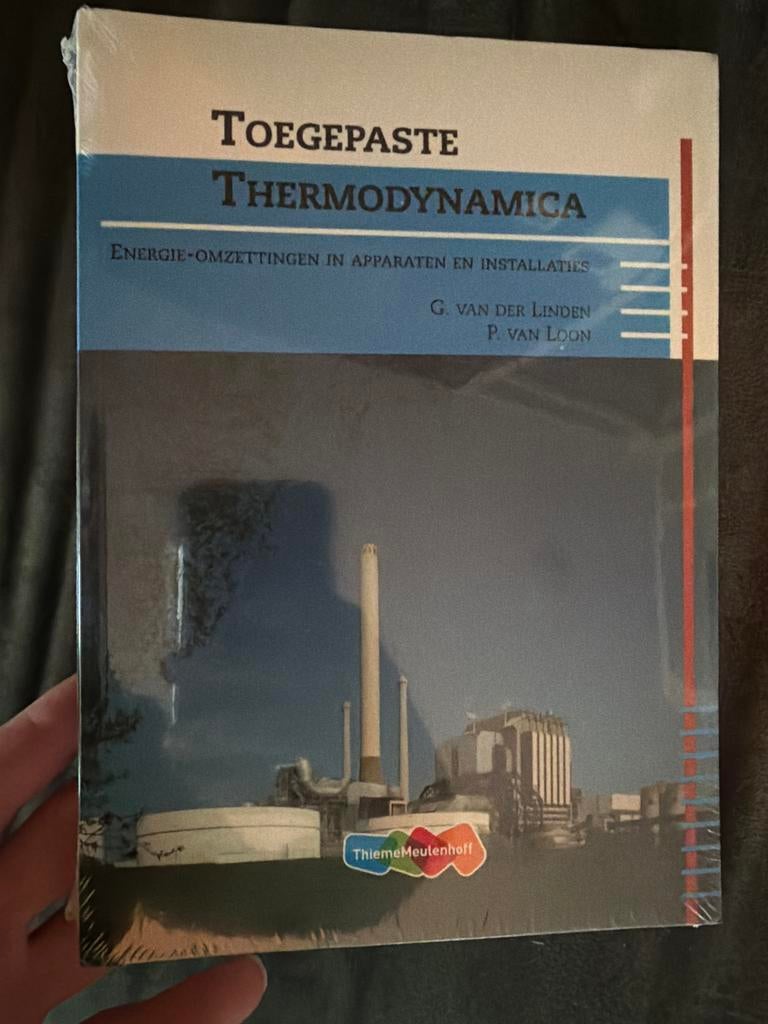 TOEGEPASTE
THERMODYNAMICA
ENERGIE-OMZETTINGEN IN APPARATEN EN INSTALLATIES
G. VAN DER LINDEN
P. VAN LOON
ThiemeMeulenhoff